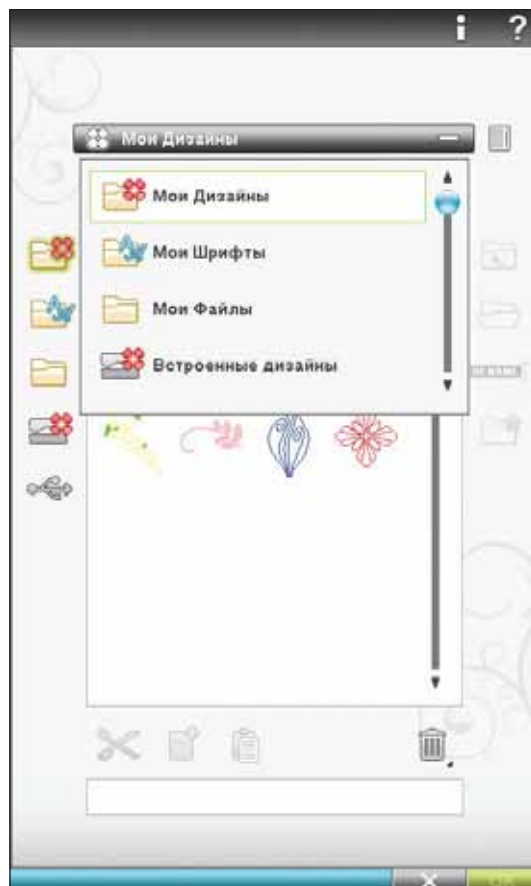 i ?
Мои Дизайны
Мои Дизайны
Мои Шрифты
Мои Файлы
Встроенные дизайны